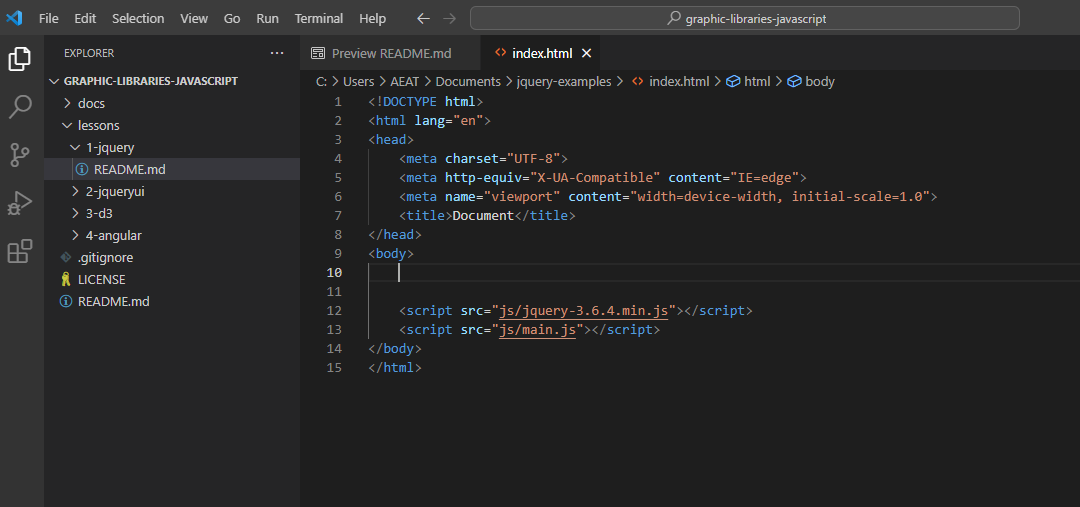 File Edit Selection View Go Run Terminal Help graphic-libraries-javascript
EXPLORER
GRAPHIC-LIBRARIES-JAVASCRIPT
docs
lessons
1-jquery
README.md
2-jqueryui
3-d3
4-angular
.gitignore
LICENSE
README.md
Preview README.md index.html
C: > Users > AEAT > Documents > jquery-examples > index.html > html > body
1 <!DOCTYPE html>
2 <html lang="en">
3 <head>
4 <meta charset="UTF-8">
5 <meta http-equiv="X-UA-Compatible" content="IE=edge">
6 <meta name="viewport" content="width=device-width, initial-scale=1.0">
7 <title>Document</title>
8 </head>
9 <body>
10
11
12 <script src="js/jquery-3.6.4.min.js"></script>
13 <script src="js/main.js"></script>
14 </body>
15 </html>